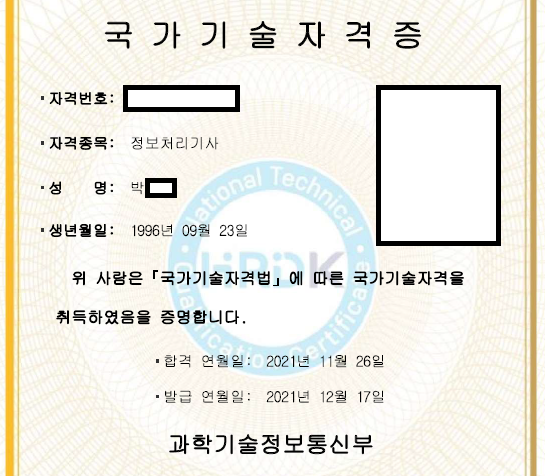 국가기술자격증
▪자격번호:
▪자격종목: 정보처리기사
▪성 명: 박
▪생년월일: 1996년 09월 23일
위 사람은 「국가기술자격법」에 따른 국가기술자격을
취득하였음을 증명합니다.
▪합격 연월일: 2021년 11월 26일
▪발급 연월일: 2021년 12월 17일
과학기술정보통신부
National Technical
Qualification Certificate
HRDK